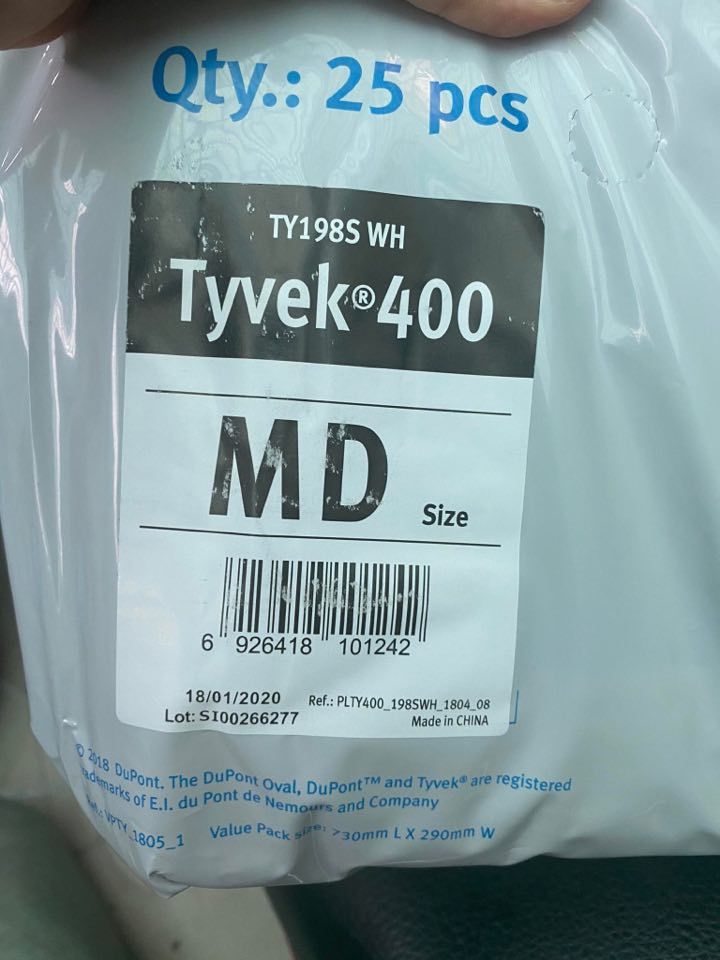 Qty.: 25 pcs
TY198S WH
Tyvek®400
MD Size
6 926418 101242
18/01/2020 Ref.: PLTY400_198SWH_1804_08
Lot: SI00266277 Made in CHINA
© 2018 DuPont. The DuPont Oval, DuPont™ and Tyvek® are registered
trademarks of E.I. du Pont de Nemours and Company
Ref.: VPTY_1805_1 Value Pack size: 730mm L X 290mm W